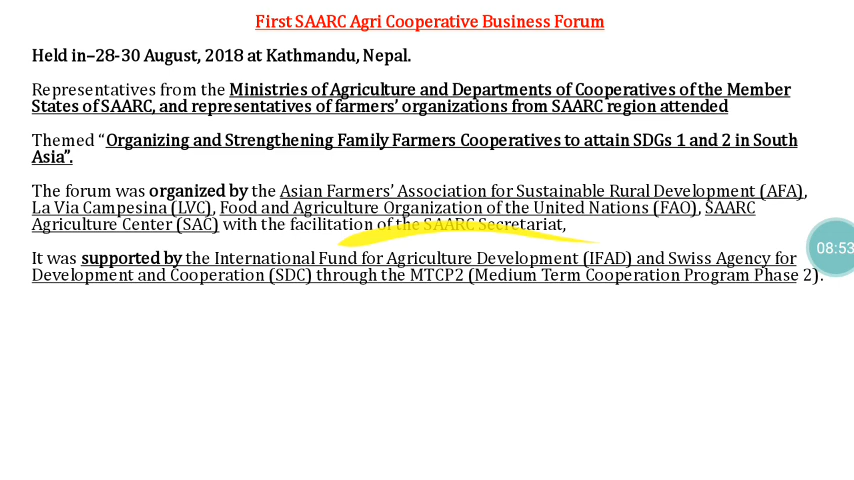 First SAARC Agri Cooperative Business Forum
Held in–28-30 August, 2018 at Kathmandu, Nepal.
Representatives from the Ministries of Agriculture and Departments of Cooperatives of the Member
States of SAARC, and representatives of farmers’ organizations from SAARC region attended
Themed “Organizing and Strengthening Family Farmers Cooperatives to attain SDGs 1 and 2 in South
Asia”.
The forum was organized by the Asian Farmers’ Association for Sustainable Rural Development (AFA),
La Via Campesina (LVC), Food and Agriculture Organization of the United Nations (FAO), SAARC
Agriculture Center (SAC) with the facilitation of the SAARC Secretariat,
08:53
It was supported by the International Fund for Agriculture Development (IFAD) and Swiss Agency for
Development and Cooperation (SDC) through the MTCP2 (Medium Term Cooperation Program Phase 2).